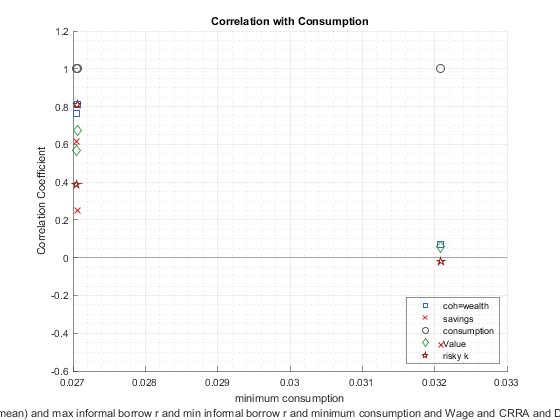 Correlation with Consumption
1.2
1
0.8
0.6
0.4
0.2
0
-0.2
-0.4
-0.6
Correlation Coefficient
coh=wealth
savings
consumption
Value
risky k
0.027 0.028 0.029 0.03 0.031 0.032 0.033
minimum consumption
mean) and max informal borrow r and min informal borrow r and minimum consumption and Wage and CRRA and